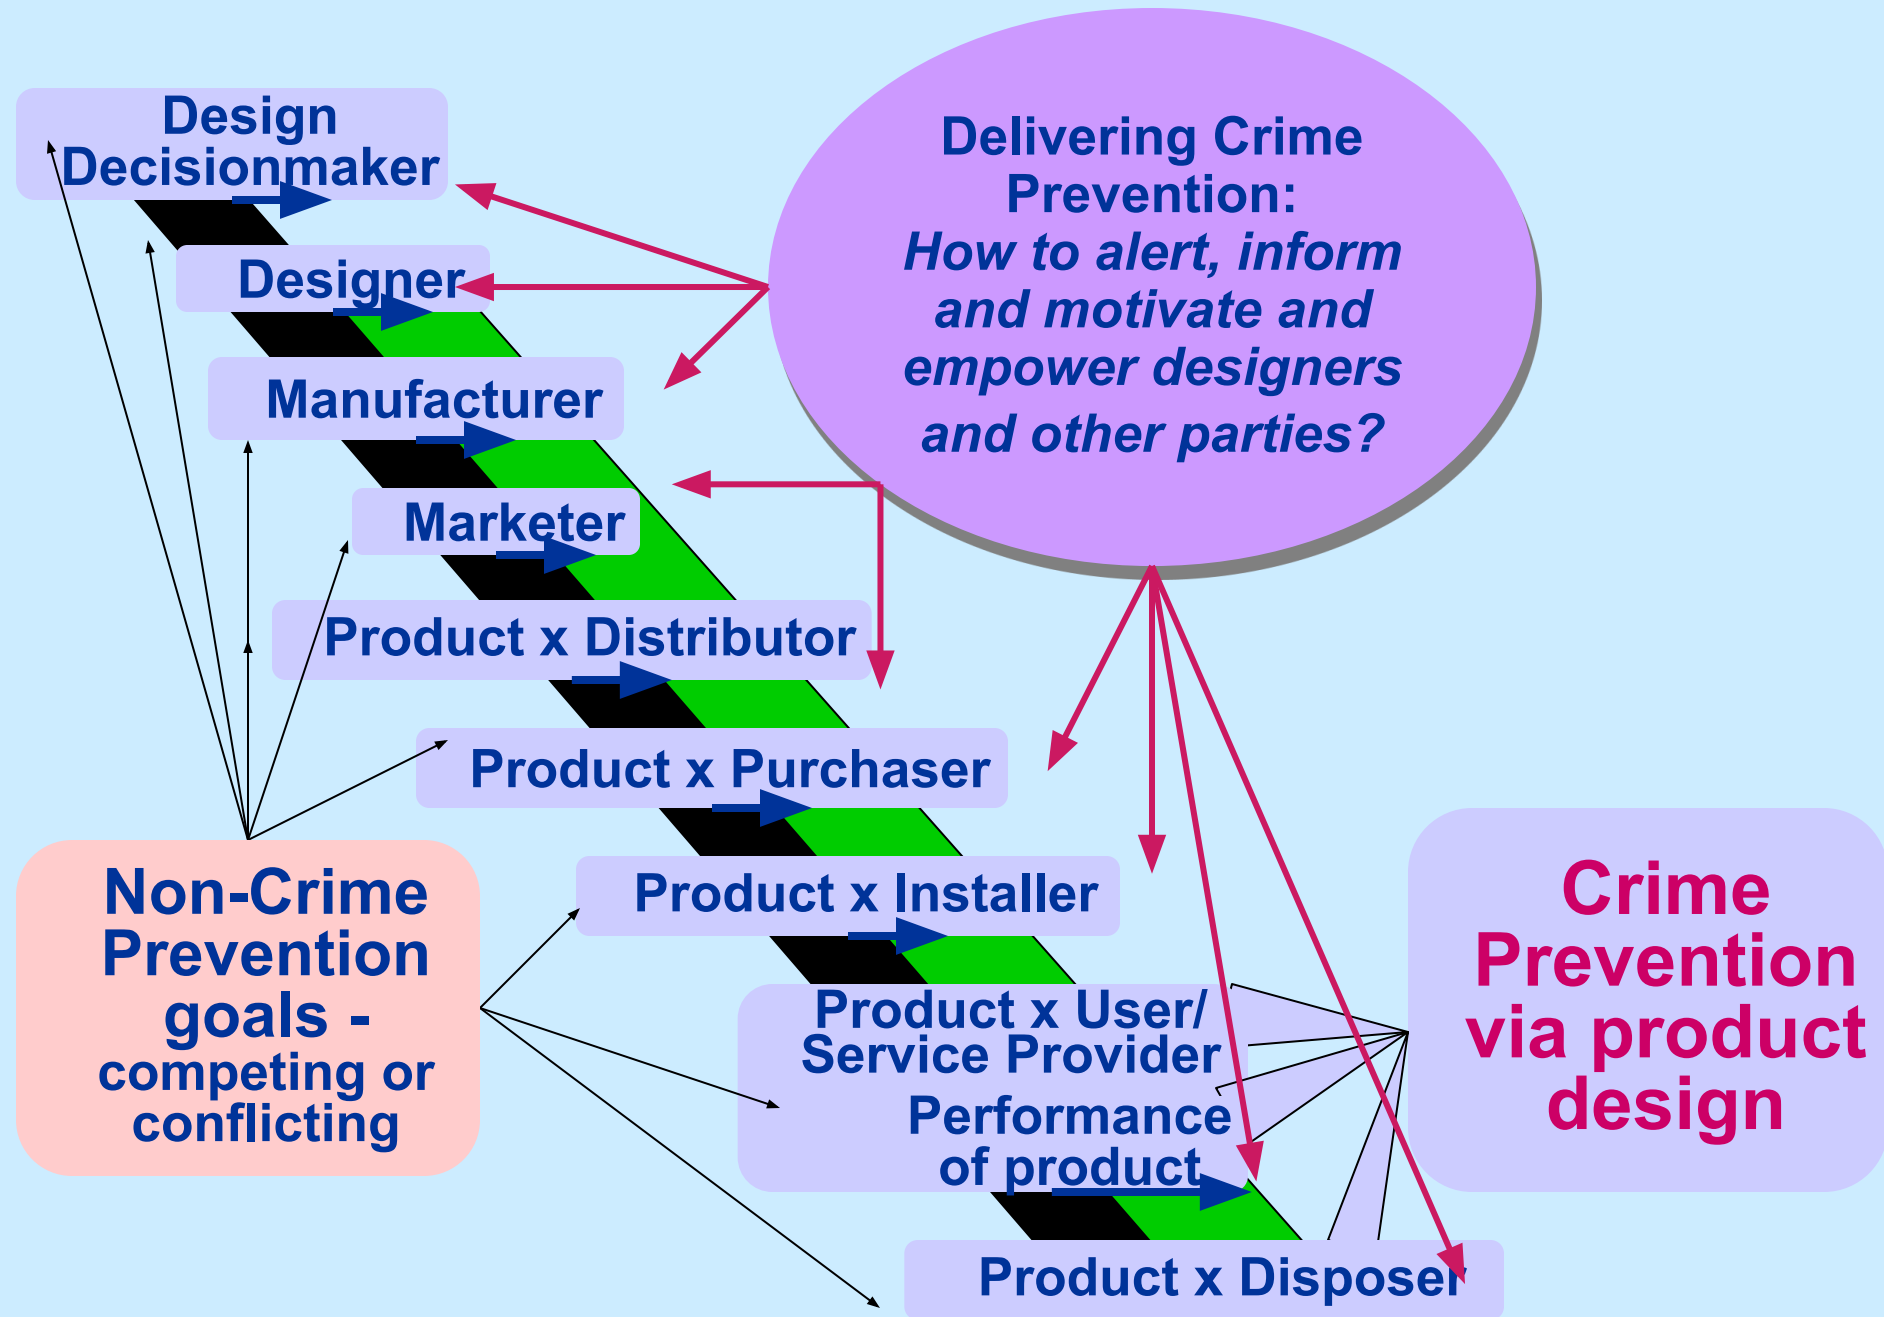 Design
Decisionmaker
Delivering Crime
Prevention:
How to alert, inform
and motivate and
empower designers
and other parties?
Designer
Manufacturer
Marketer
Product x Distributor
Product x Purchaser
Product x Installer
Non-Crime
Prevention
goals -
competing or
conflicting
Product x User/
Service Provider
Performance
of product
Crime
Prevention
via product
design
Product x Disposer